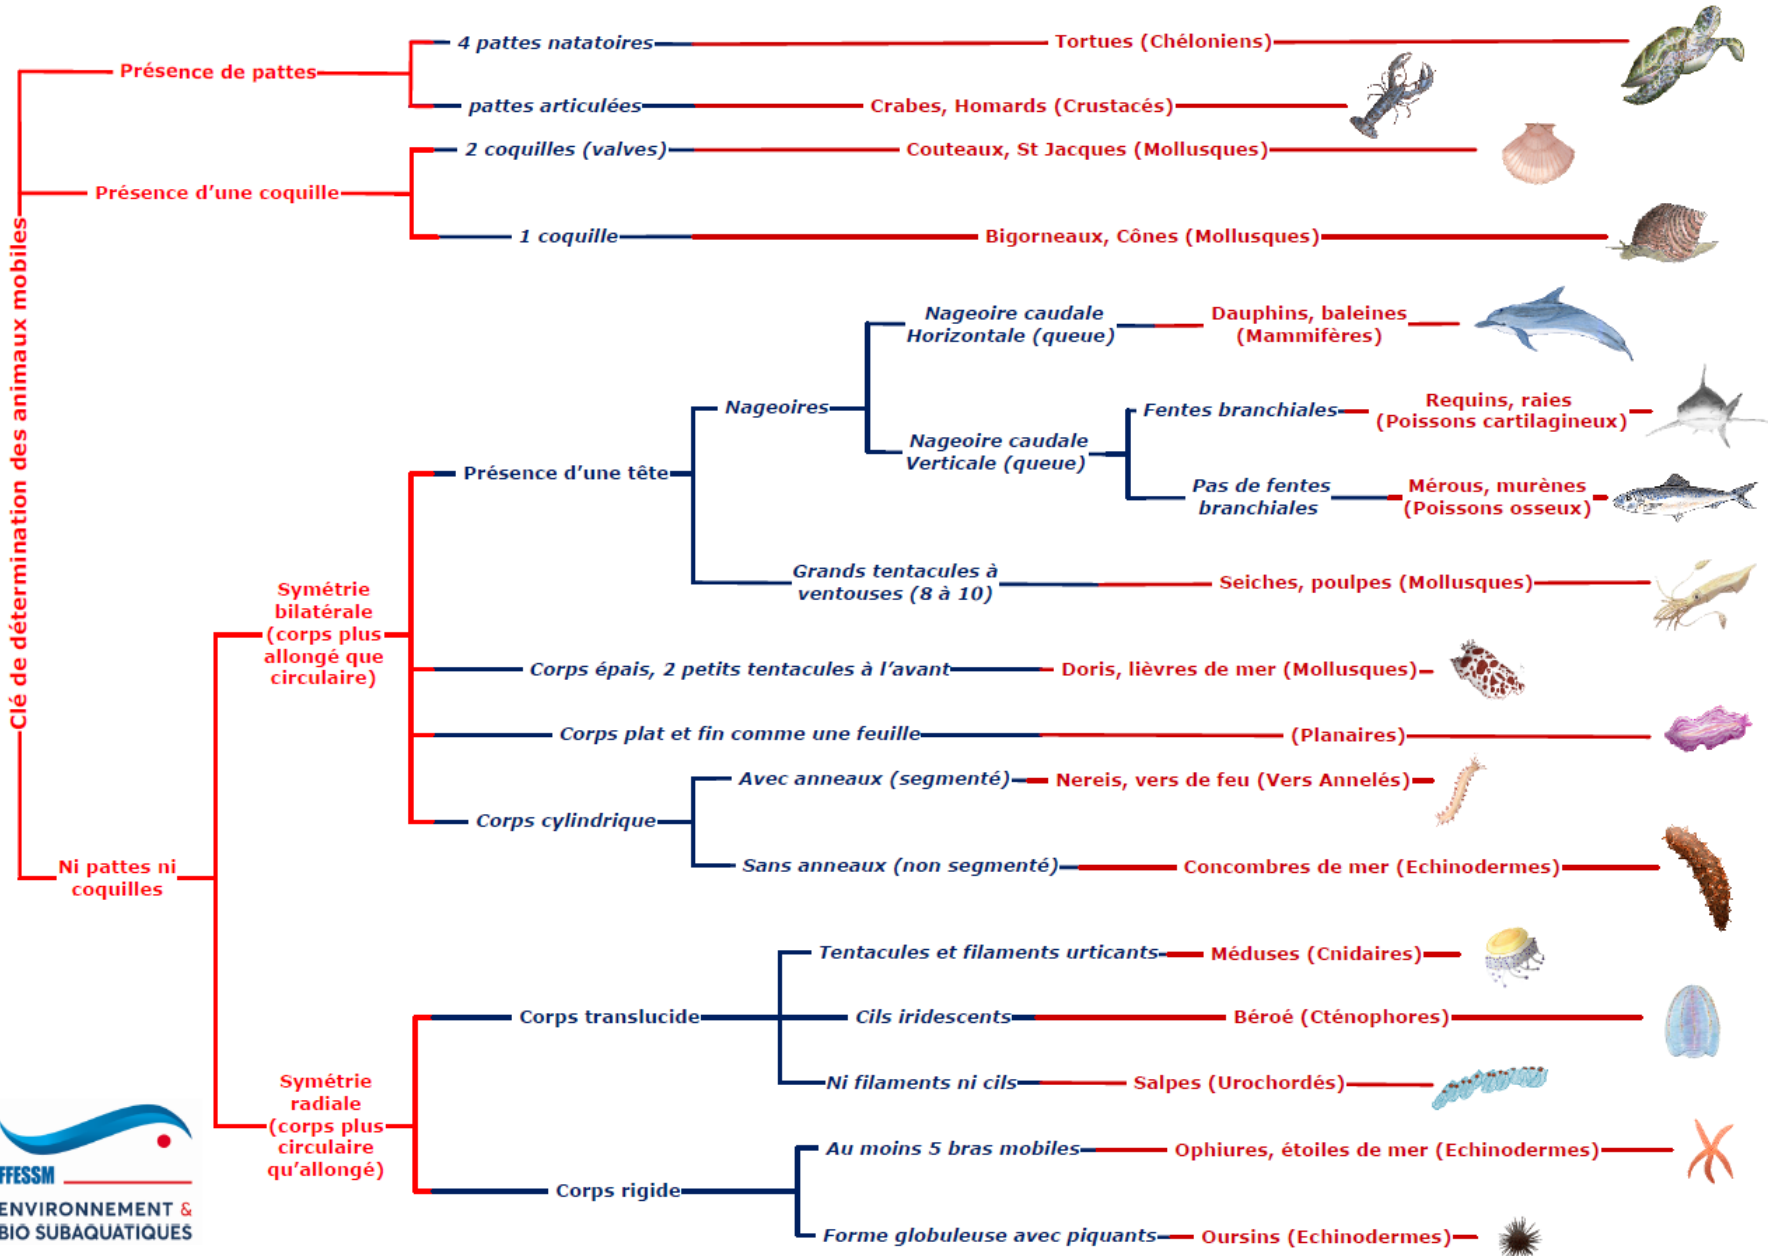 Clé de détermination des animaux mobiles
Présence de pattes
4 pattes natatoires
Tortues (Chéloniens)
pattes articulées
Crabes, Homards (Crustacés)
Présence d'une coquille
2 coquilles (valves)
Couteaux, St Jacques (Mollusques)
1 coquille
Bigorneaux, Cônes (Mollusques)
Ni pattes ni
coquilles
Symétrie
bilatérale
(corps plus
allongé que
circulaire)
Présence d'une tête
Nageoires
Nageoire caudale
Horizontale (queue)
Dauphins, baleines
(Mammifères)
Nageoire caudale
Verticale (queue)
Fentes branchiales
Requins, raies
(Poissons cartilagineux)
Pas de fentes
branchiales
Mérous, murènes
(Poissons osseux)
Grands tentacules à
ventouses (8 à 10)
Seiches, poulpes (Mollusques)
Corps épais, 2 petits tentacules à l'avant
Doris, lièvres de mer (Mollusques)
Corps plat et fin comme une feuille
(Planaires)
Corps cylindrique
Avec anneaux (segmenté)
Nereis, vers de feu (Vers Annelés)
Sans anneaux (non segmenté)
Concombres de mer (Echinodermes)
Symétrie
radiale
(corps plus
circulaire
qu'allongé)
Corps translucide
Tentacules et filaments urticants
Méduses (Cnidaires)
Cils iridescents
Béroé (Cténophores)
Ni filaments ni cils
Salpes (Urochordés)
Corps rigide
Au moins 5 bras mobiles
Ophiures, étoiles de mer (Echinodermes)
Forme globuleuse avec piquants
Oursins (Echinodermes)
FFESSM
ENVIRONNEMENT &
BIO SUBAQUATIQUES